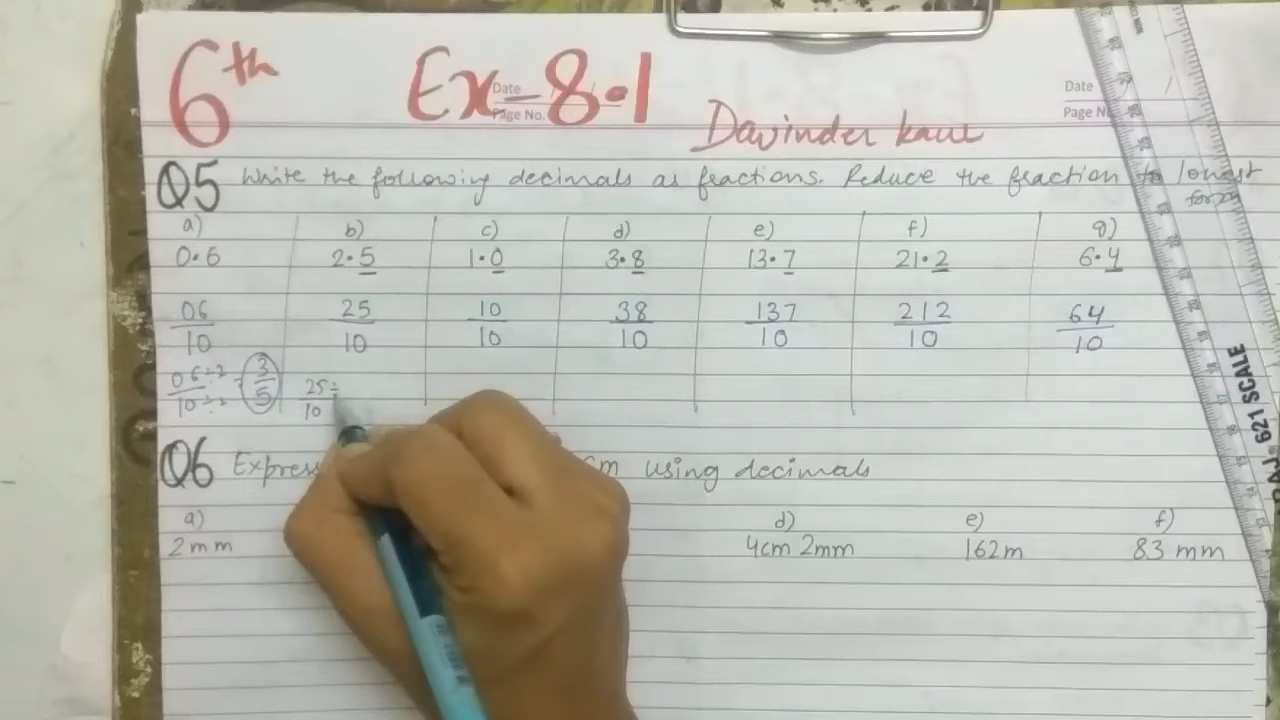 6th Ex-8.1
Date
Page No.
Date / /
Page No
Davinder kaur
Q5 Write the following decimals as fractions. Reduce the fraction to lowest
form
a) b) c) d) e) f) g)
0.6 2.5 1.0 3.8 13.7 21.2 6.4
06/10 25/10 10/10 38/10 137/10 212/10 64/10
06÷2/10÷2 = 3/5 25÷/10
Q6 Express cm using decimals
a) d) e) f)
2mm 4cm 2mm 162m 83 mm
621 SCALE